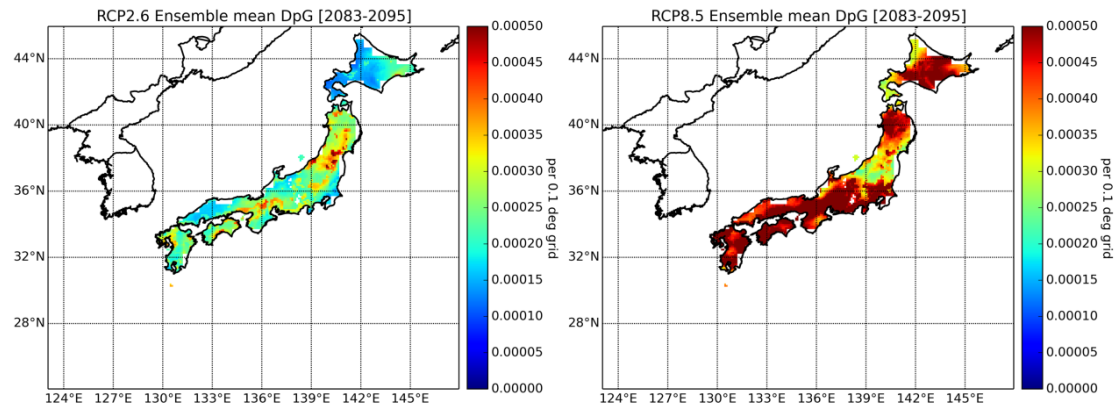 RCP2.6 Ensemble mean DpG [2083-2095]
44°N
40°N
36°N
32°N
28°N
124°E 127°E 130°E 133°E 136°E 139°E 142°E 145°E
0.00050
0.00045
0.00040
0.00035
0.00030
0.00025
0.00020
0.00015
0.00010
0.00005
0.00000
per 0.1 deg grid
RCP8.5 Ensemble mean DpG [2083-2095]
44°N
40°N
36°N
32°N
28°N
124°E 127°E 130°E 133°E 136°E 139°E 142°E 145°E
0.00050
0.00045
0.00040
0.00035
0.00030
0.00025
0.00020
0.00015
0.00010
0.00005
0.00000
per 0.1 deg grid